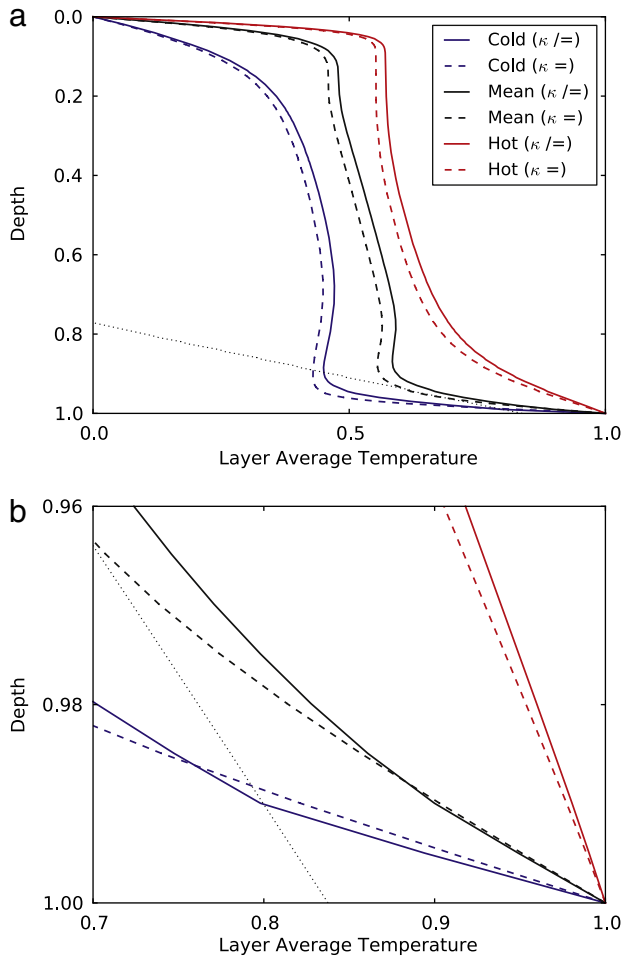 a
0.0
0.2
0.4
0.6
0.8
1.0
Depth
Cold (κ /=)
Cold (κ =)
Mean (κ /=)
Mean (κ =)
Hot (κ /=)
Hot (κ =)
0.0
0.5
1.0
Layer Average Temperature
b
0.96
0.98
1.00
Depth
0.7
0.8
0.9
1.0
Layer Average Temperature